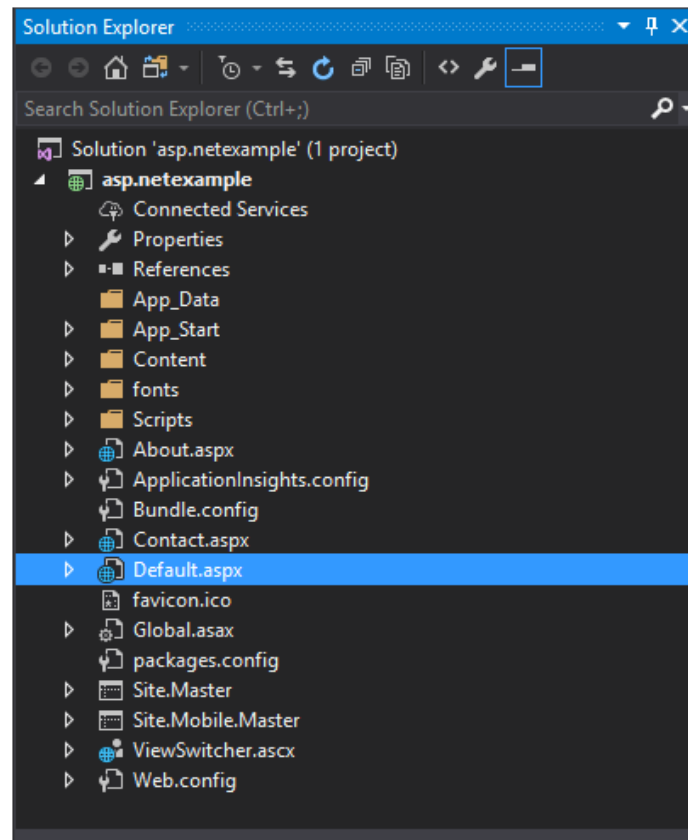 Solution Explorer
Search Solution Explorer (Ctrl+;)
Solution 'asp.netexample' (1 project)
asp.netexample
Connected Services
Properties
References
App_Data
App_Start
Content
fonts
Scripts
About.aspx
ApplicationInsights.config
Bundle.config
Contact.aspx
Default.aspx
favicon.ico
Global.asax
packages.config
Site.Master
Site.Mobile.Master
ViewSwitcher.ascx
Web.config